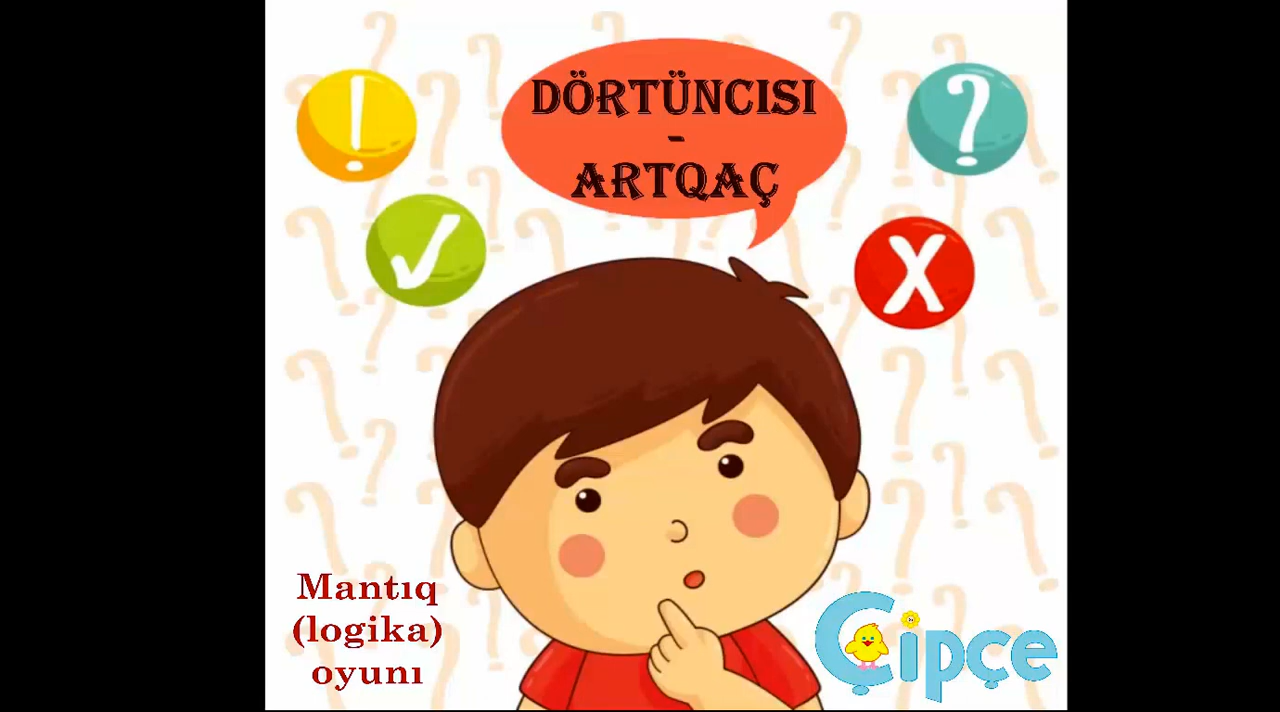 DÖRTÜNCISI
-
ARTQAÇ
Mantıq
(logika)
oyunı
Çipçe